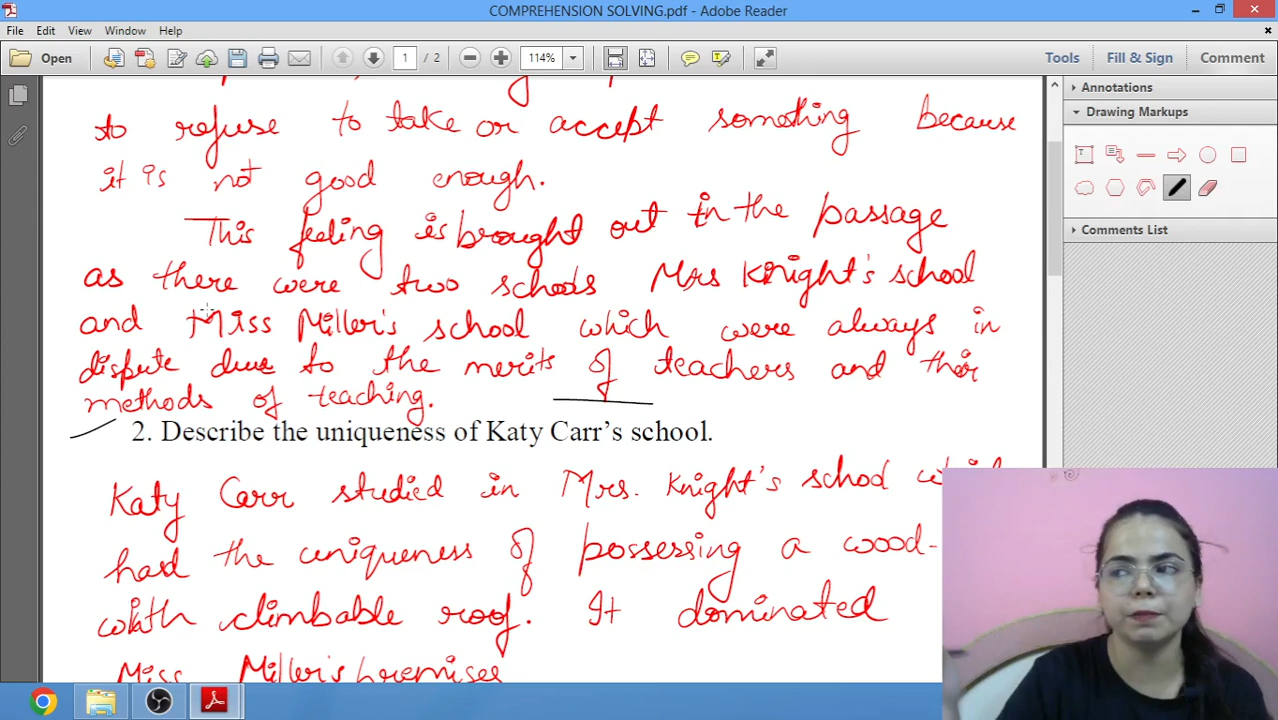 COMPREHENSION SOLVING.pdf - Adobe Reader
File Edit View Window Help
Open 1 / 2 114% Tools Fill & Sign Comment
Annotations
Drawing Markups
Comments List
to refuse to take or accept something because
it is not good enough.
This feeling is brought out in the passage
as there were two schools Mrs Knight's school
and Miss Miller's school which were always in
dispute due to the merits of teachers and their
methods of teaching.
2. Describe the uniqueness of Katy Carr's school.
Katy Carr studied in Mrs. Knight's school
had the uniqueness of possessing a wood-
with climbable roof. It dominated
Miss Miller's premises